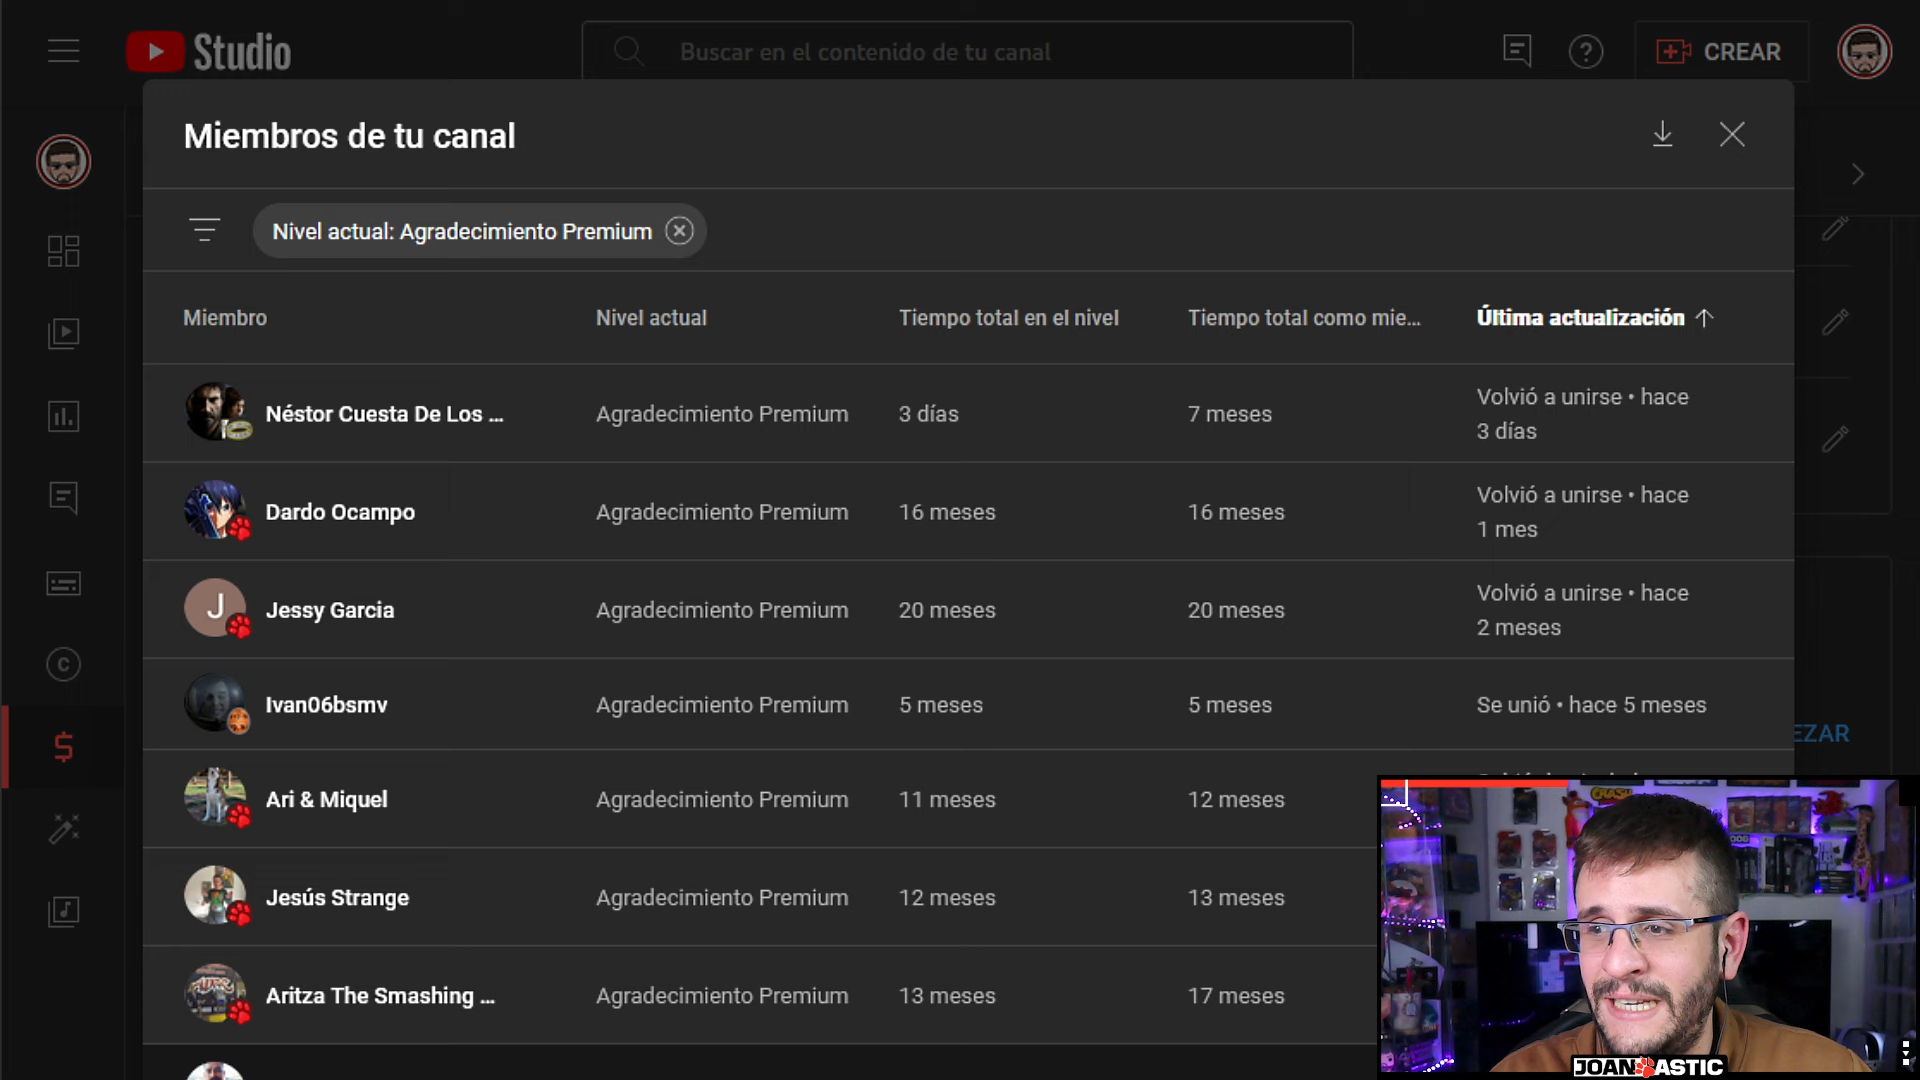 Studio
Buscar en el contenido de tu canal
CREAR
Miembros de tu canal
Nivel actual: Agradecimiento Premium
Miembro Nivel actual Tiempo total en el nivel Tiempo total como mie... Última actualización
Néstor Cuesta De Los ... Agradecimiento Premium 3 días 7 meses Volvió a unirse • hace
3 días
Dardo Ocampo Agradecimiento Premium 16 meses 16 meses Volvió a unirse • hace
1 mes
J
Jessy Garcia Agradecimiento Premium 20 meses 20 meses Volvió a unirse • hace
2 meses
Ivan06bsmv Agradecimiento Premium 5 meses 5 meses Se unió • hace 5 meses
EZAR
Ari & Miquel Agradecimiento Premium 11 meses 12 meses
CRASH
Jesús Strange Agradecimiento Premium 12 meses 13 meses
Aritza The Smashing ... Agradecimiento Premium 13 meses 17 meses
JOANTASTIC